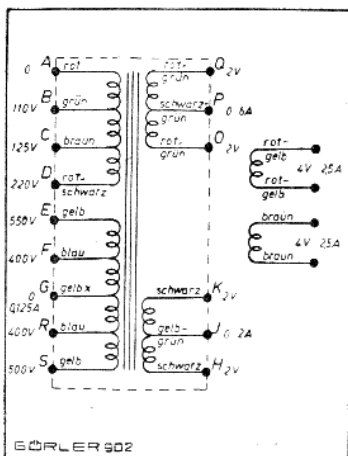 A rot 0
B grün 110V
C braun 125V
D rot- schwarz 220V
E gelb 550V
F blau 400V
G gelb x 0 0,125A
R blau 400V
S gelb 500V
rot- grün Q 2V
schwarz- grün P 0 6A
rot- grün O 2V
schwarz K 2V
gelb- grün J 0 2A
schwarz H 2V
rot- gelb
4V 2,5A
rot- gelb
braun
4V 2,5A
braun
GÖRLER 902